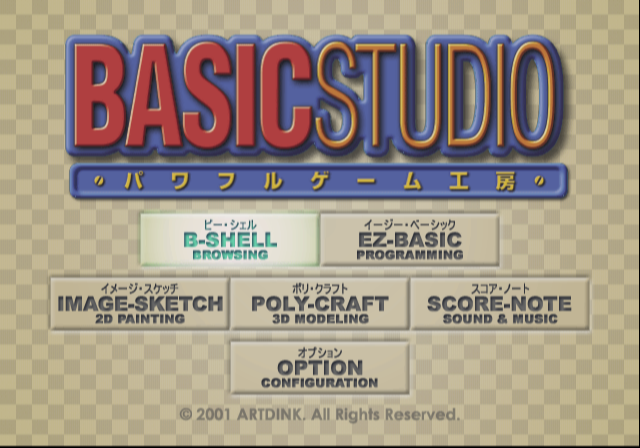 BASICSTUDIO
パワフルゲーム工房
ビー・シェル
B-SHELL
BROWSING
イージー・ベーシック
EZ-BASIC
PROGRAMMING
イメージ・スケッチ
IMAGE-SKETCH
2D PAINTING
ポリ・クラフト
POLY-CRAFT
3D MODELING
スコア・ノート
SCORE-NOTE
SOUND & MUSIC
オプション
OPTION
CONFIGURATION
© 2001 ARTDINK. All Rights Reserved.